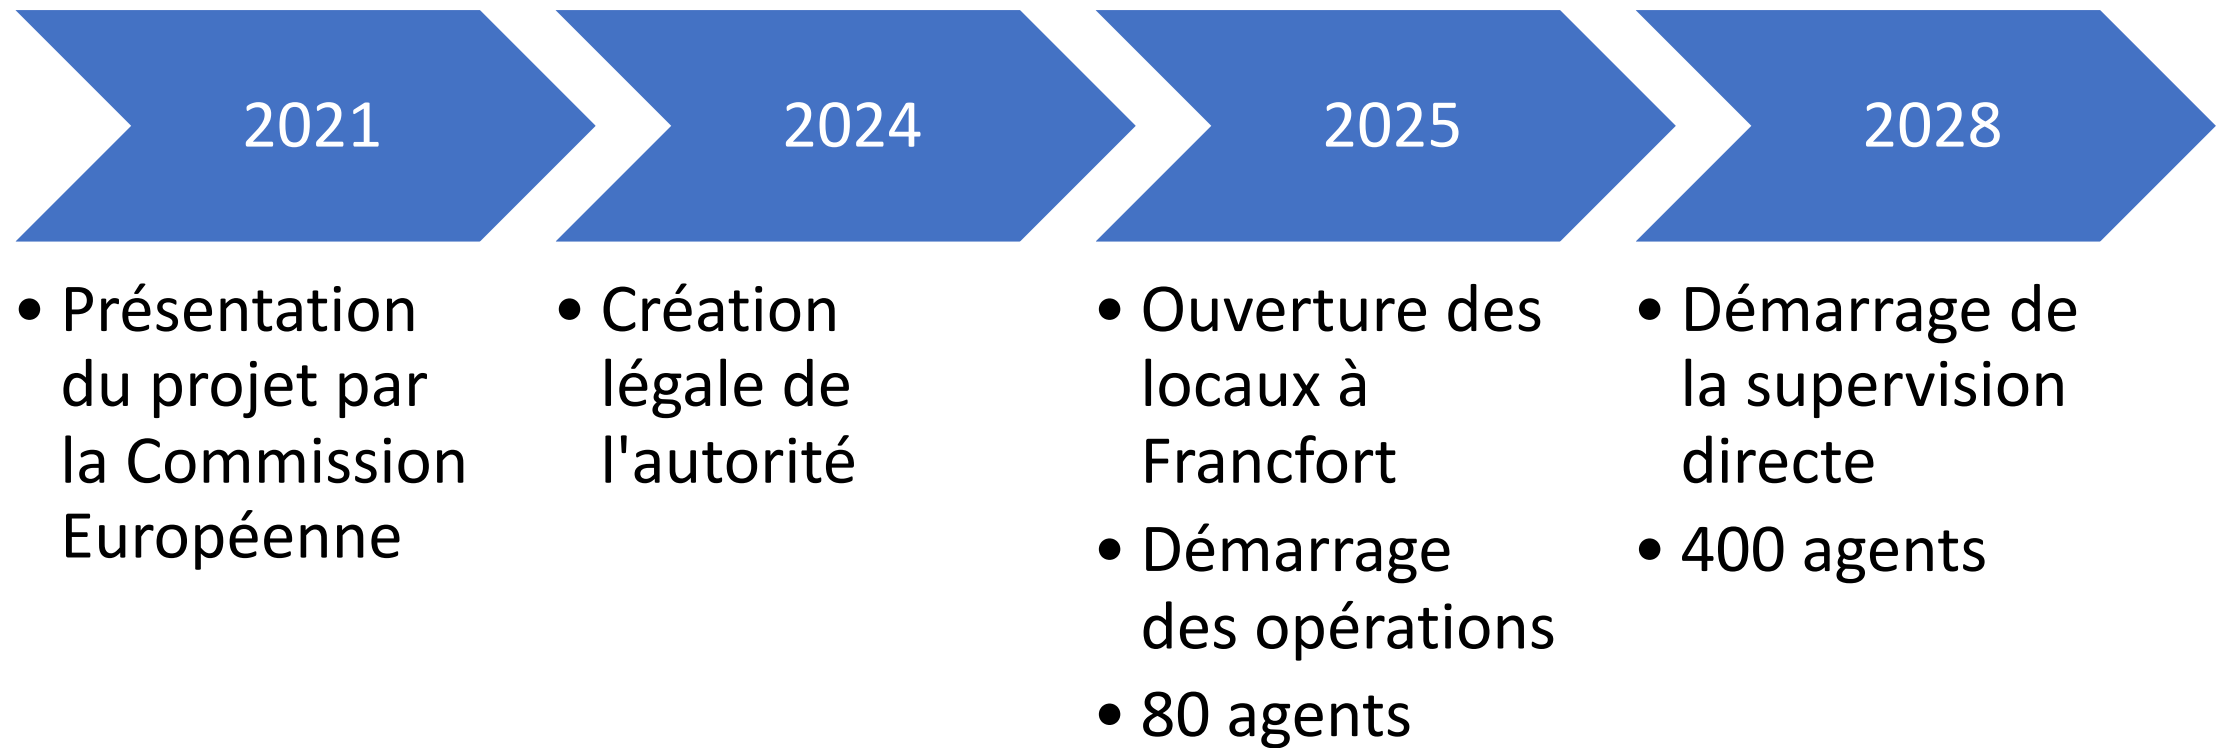 2021
• Présentation
du projet par
la Commission
Européenne
2024
• Création
légale de
l'autorité
2025
• Ouverture des
locaux à
Francfort
• Démarrage
des opérations
• 80 agents
2028
• Démarrage de
la supervision
directe
• 400 agents